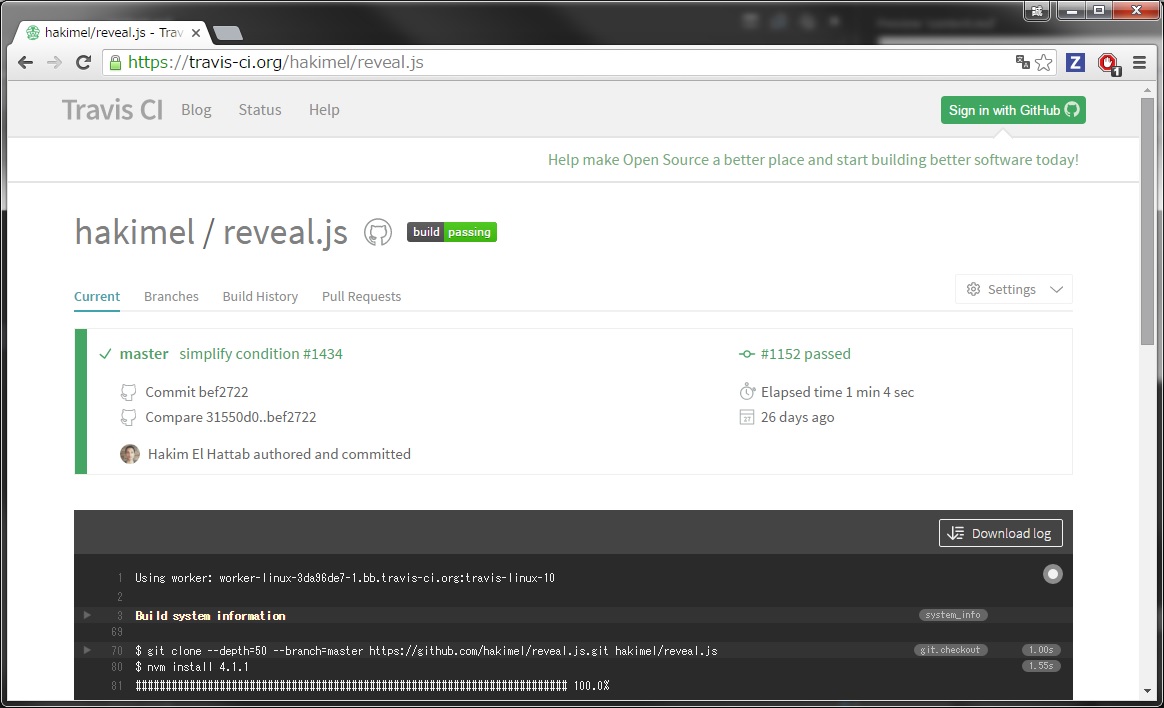 hakimel/reveal.js - Trav
https://travis-ci.org/hakimel/reveal.js
Z
1
Travis CI Blog Status Help
Sign in with GitHub
Help make Open Source a better place and start building better software today!
hakimel / reveal.js build passing
Current Branches Build History Pull Requests
Settings
master simplify condition #1434
#1152 passed
Commit bef2722
Elapsed time 1 min 4 sec
Compare 31550d0..bef2722
27
26 days ago
Hakim El Hattab authored and committed
Download log
1 Using worker: worker-linux-3da96de7-1.bb.travis-ci.org:travis-linux-10
2
3 Build system information system_info
69
70 $ git clone --depth=50 --branch=master https://github.com/hakimel/reveal.js.git hakimel/reveal.js git.checkout 1.00s
80 $ nvm install 4.1.1 1.55s
81 ######################################################################## 100.0%